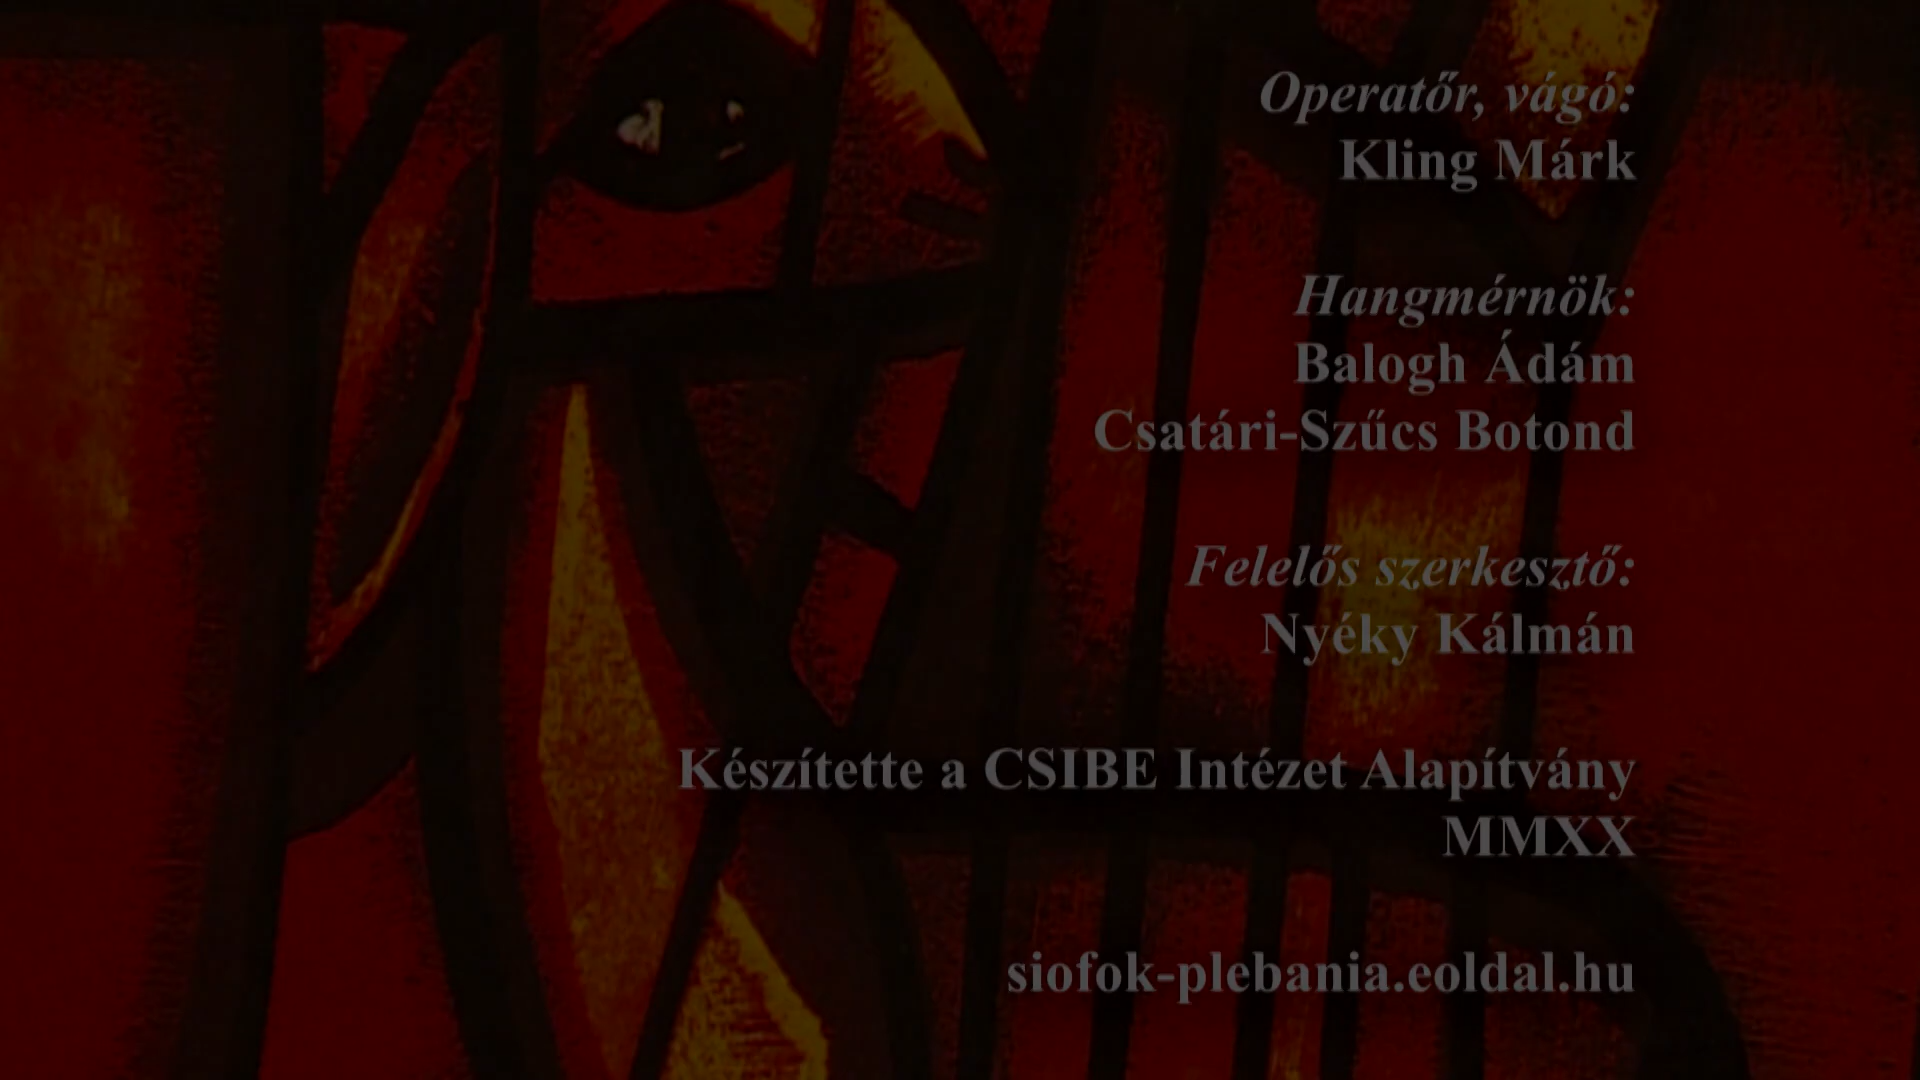 Operatőr, vágó:
Kling Márk
Hangmérnök:
Balogh Ádám
Csatári-Szűcs Botond
Felelős szerkesztő:
Nyéky Kálmán
Készítette a CSIBE Intézet Alapítvány
MMXX
siofok-plebania.eoldal.hu